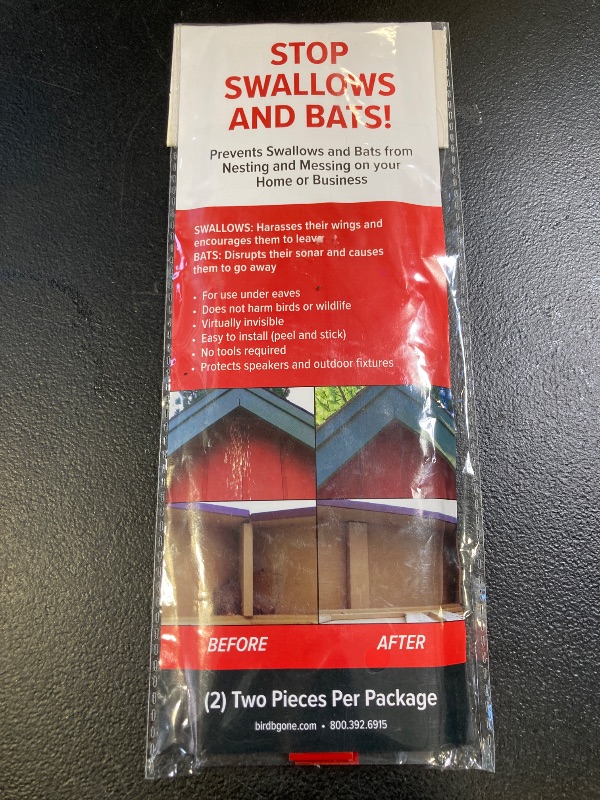 STOP
SWALLOWS
AND BATS!
Prevents Swallows and Bats from
Nesting and Messing on your
Home or Business
SWALLOWS: Harasses their wings and
encourages them to leave
BATS: Disrupts their sonar and causes
them to go away
• For use under eaves
• Does not harm birds or wildlife
• Virtually invisible
• Easy to install (peel and stick)
• No tools required
• Protects speakers and outdoor fixtures
BEFORE AFTER
(2) Two Pieces Per Package
birdbgone.com • 800.392.6915